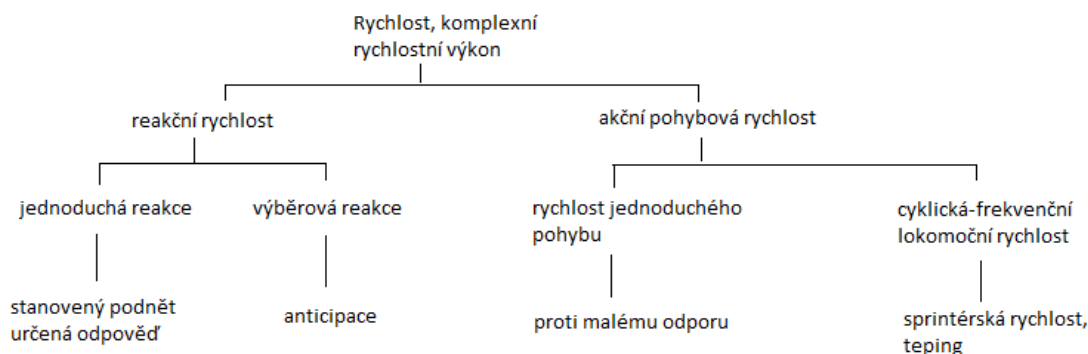 Rychlost, komplexní
rychlostní výkon
reakční rychlost
akční pohybová rychlost
jednoduchá reakce
výběrová reakce
rychlost jednoduchého
pohybu
cyklická-frekvenční
lokomoční rychlost
stanovený podnět
určená odpověď
anticipace
proti malému odporu
sprintérská rychlost,
teping